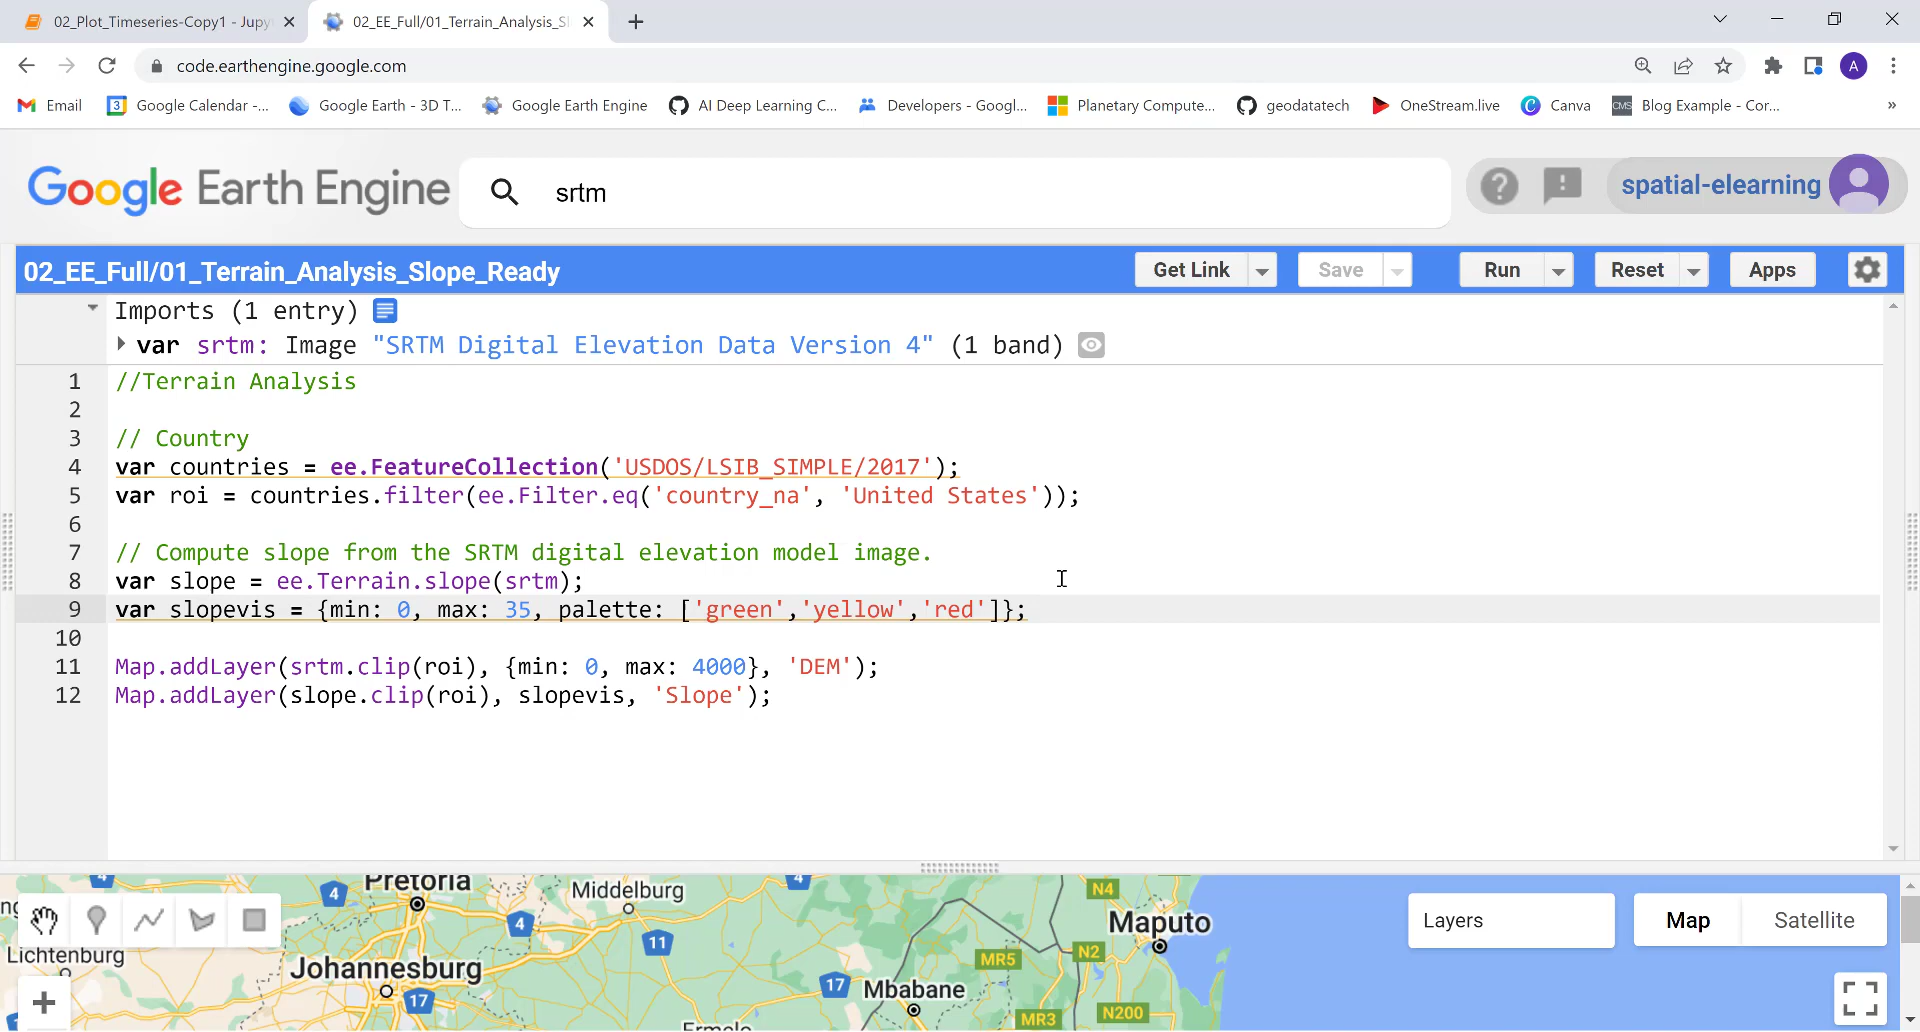 02_Plot_Timeseries-Copy1 - Jupy
02_EE_Full/01_Terrain_Analysis_Sl
code.earthengine.google.com
A
Email
3
Google Calendar -...
Google Earth - 3D T...
Google Earth Engine
AI Deep Learning C...
Developers - Googl...
Planetary Compute...
geodatatech
OneStream.live
Canva
CMS
Blog Example - Cor...
»
Google Earth Engine
srtm
spatial-elearning
02_EE_Full/01_Terrain_Analysis_Slope_Ready
Get Link
Save
Run
Reset
Apps
Imports (1 entry)
var srtm: Image "SRTM Digital Elevation Data Version 4" (1 band)
1 //Terrain Analysis
2
3 // Country
4 var countries = ee.FeatureCollection('USDOS/LSIB_SIMPLE/2017');
5 var roi = countries.filter(ee.Filter.eq('country_na', 'United States'));
6
7 // Compute slope from the SRTM digital elevation model image.
8 var slope = ee.Terrain.slope(srtm);
9 var slopevis = {min: 0, max: 35, palette: ['green','yellow','red']};
10
11 Map.addLayer(srtm.clip(roi), {min: 0, max: 4000}, 'DEM');
12 Map.addLayer(slope.clip(roi), slopevis, 'Slope');
4
Pretoria
4
Middelburg
4
N4
Maputo
4
11
N2
MR5
Lichtenburg
Johannesburg
17
17
Mbabane
MR3
N200
Ermelo
Layers
Map
Satellite
+